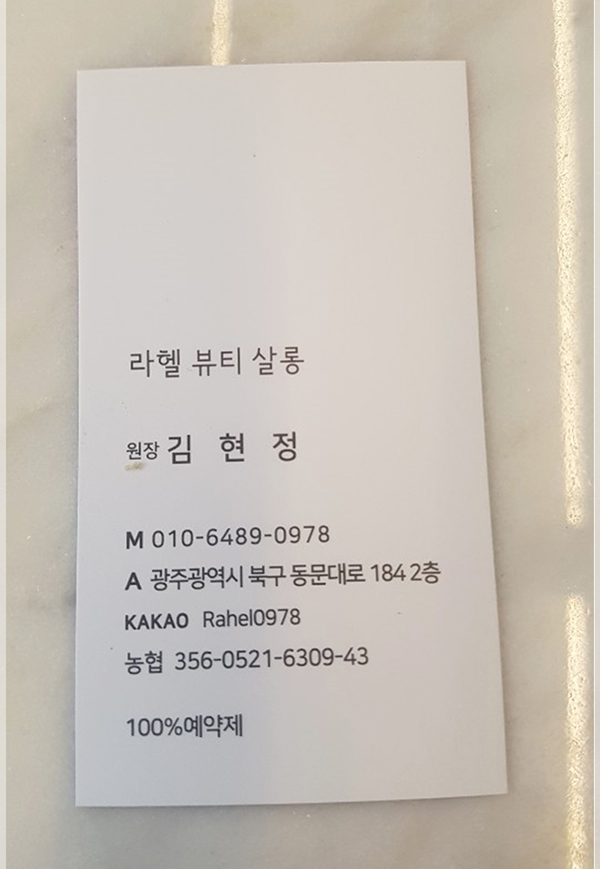 라헬 뷰티 살롱
원장 김 현 정
M 010-6489-0978
A 광주광역시 북구 동문대로 184 2층
KAKAO Rahel0978
농협 356-0521-6309-43
100%예약제